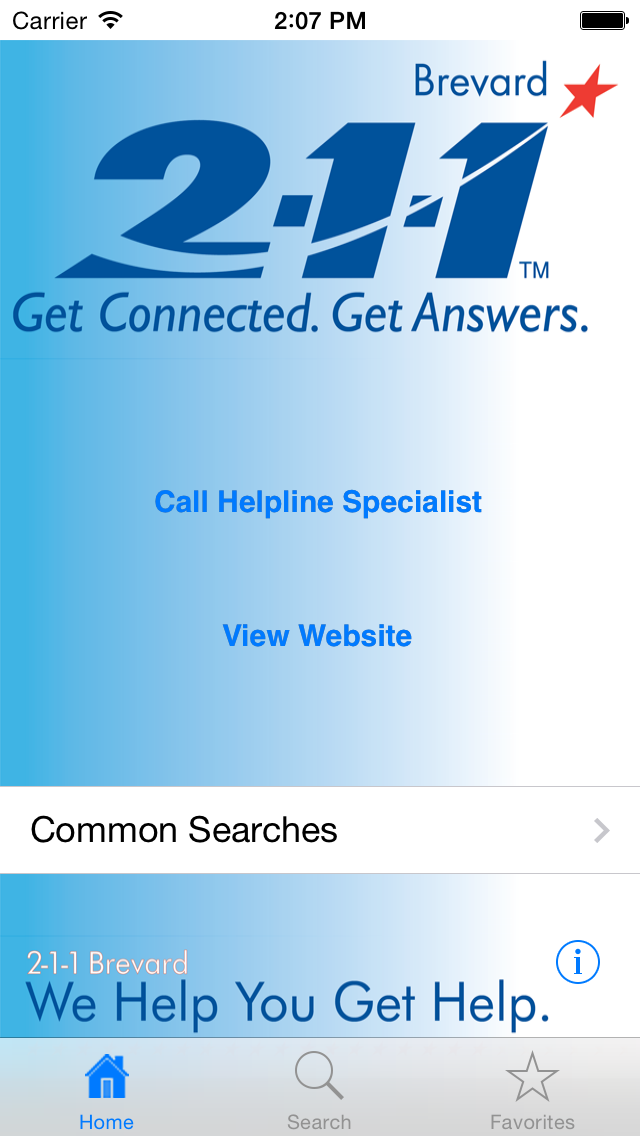 Carrier 2:07 PM
Brevard
2-1-1 TM
Get Connected. Get Answers.
Call Helpline Specialist
View Website
Common Searches
2-1-1 Brevard
i
We Help You Get Help.
Home Search Favorites